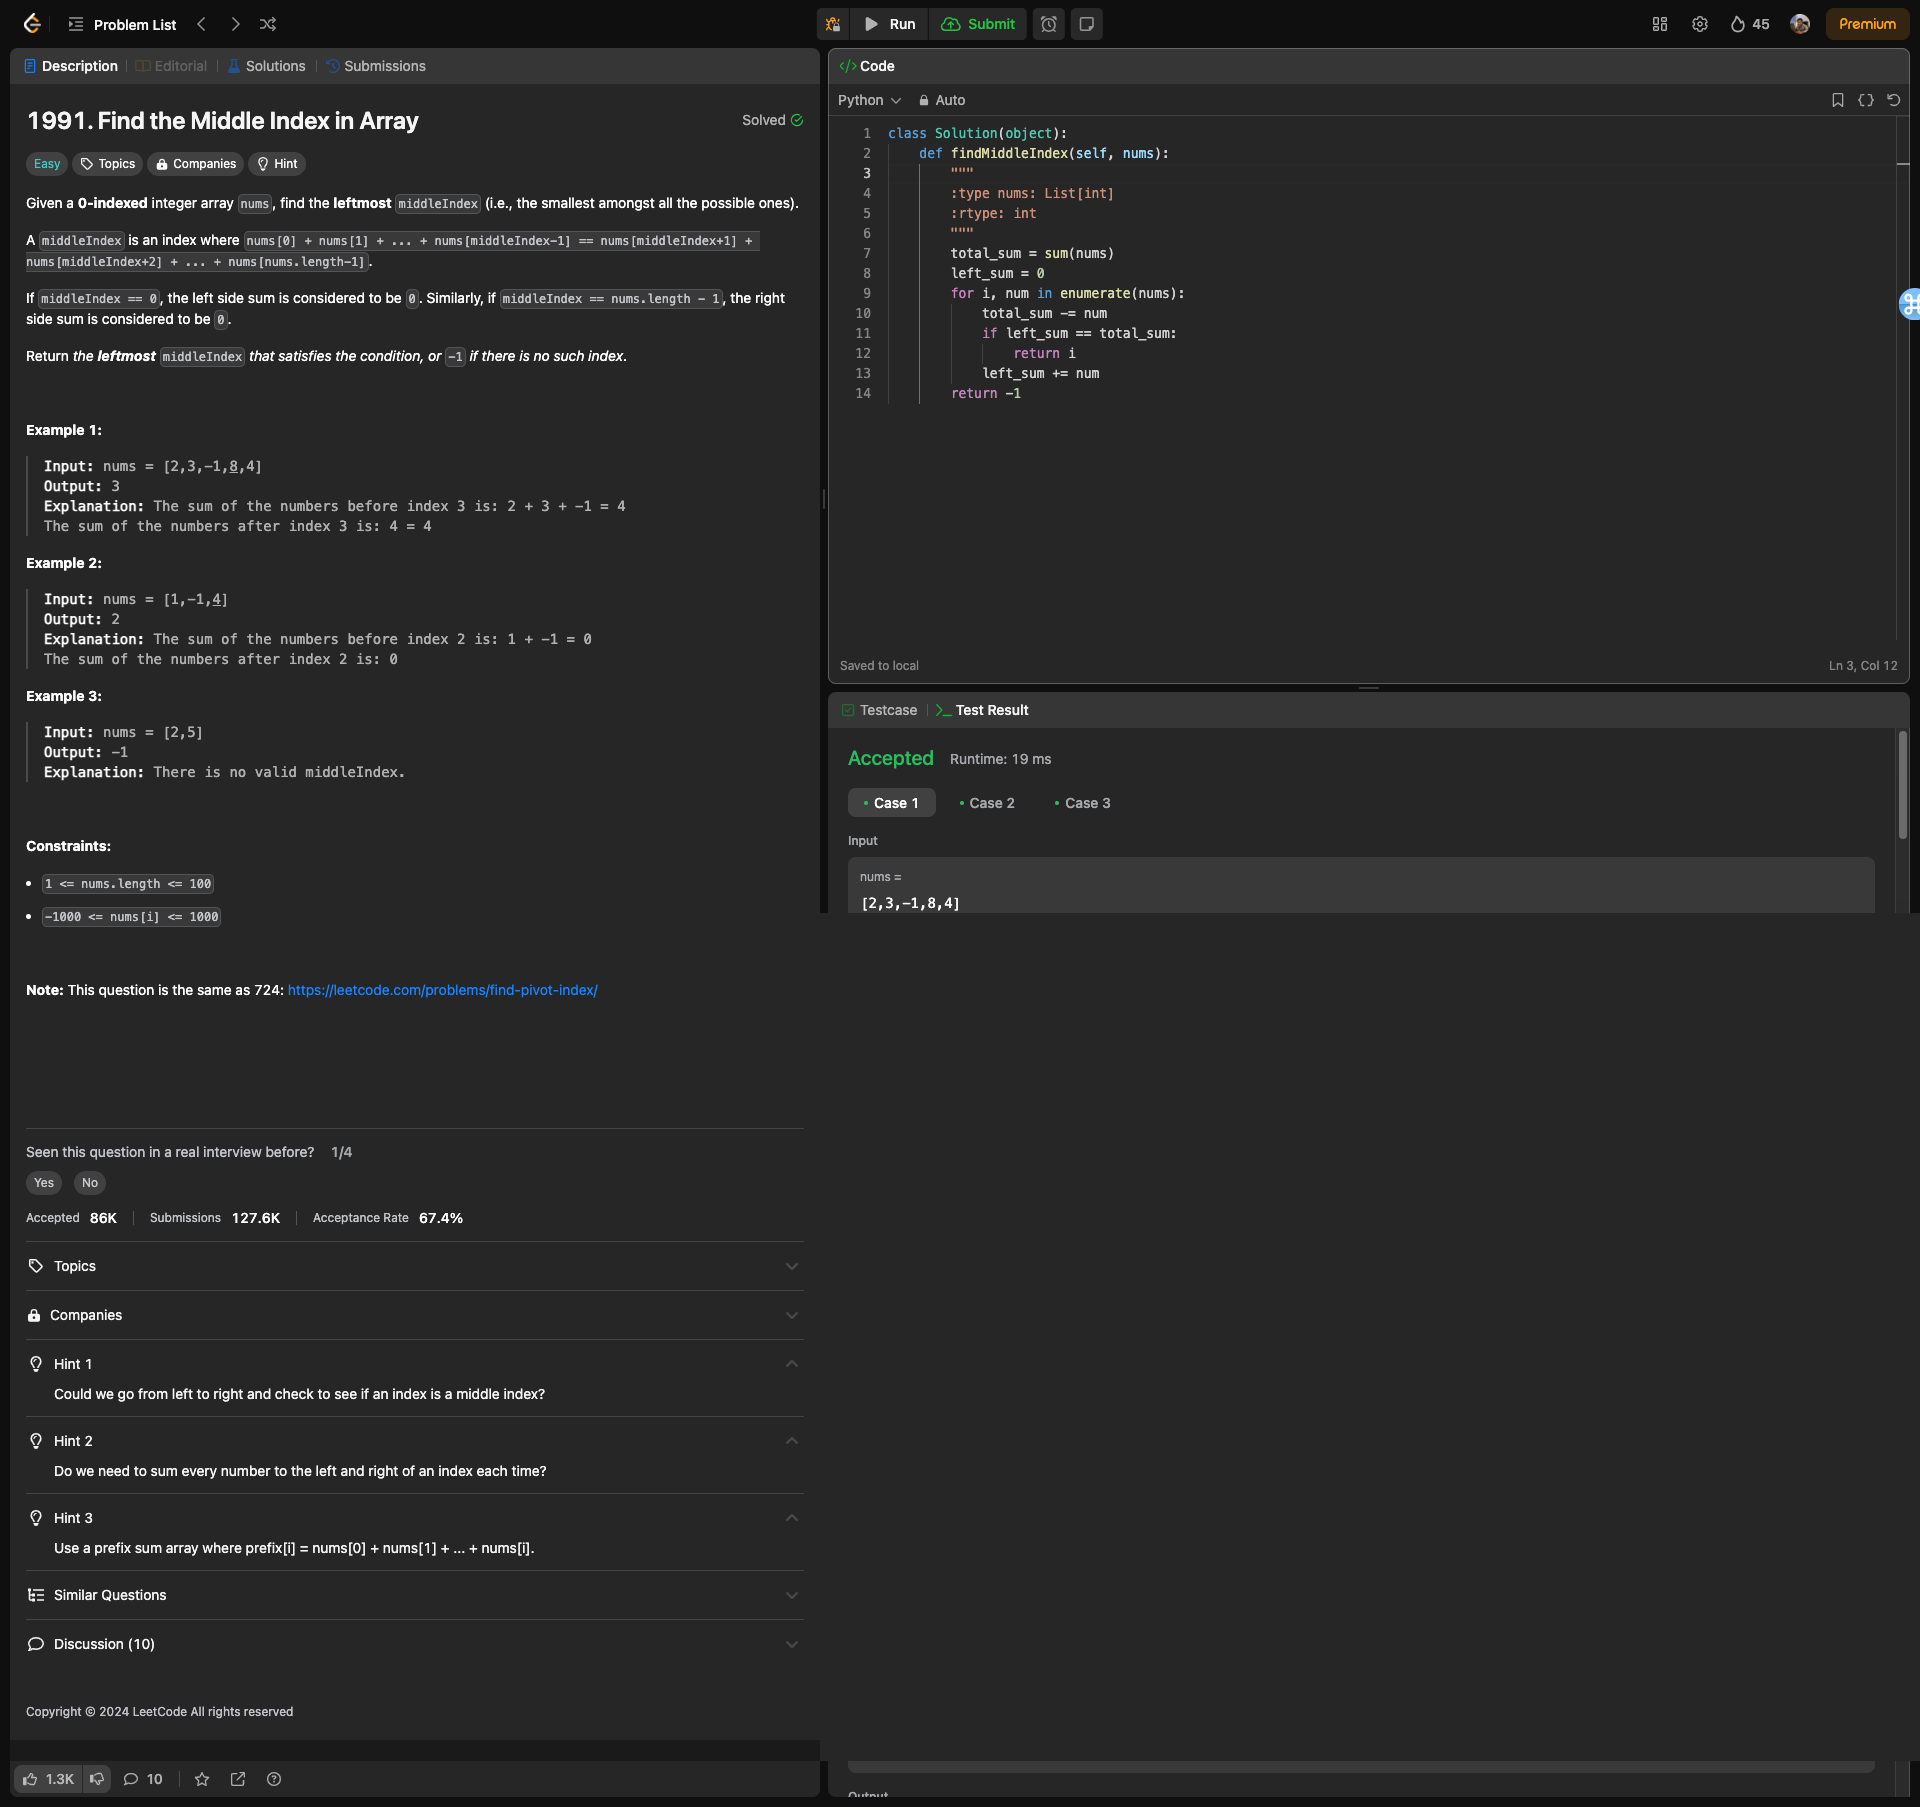 Problem List
Run
Submit
45
Premium
Description
Editorial
Solutions
Submissions
1991. Find the Middle Index in Array
Solved
Easy
Topics
Companies
Hint
Given a 0-indexed integer array nums, find the leftmost middleIndex (i.e., the smallest amongst all the possible ones).
A middleIndex is an index where nums[0] + nums[1] + ... + nums[middleIndex-1] == nums[middleIndex+1] +
nums[middleIndex+2] + ... + nums[nums.length-1].
If middleIndex == 0, the left side sum is considered to be 0. Similarly, if middleIndex == nums.length - 1, the right
side sum is considered to be 0.
Return the leftmost middleIndex that satisfies the condition, or -1 if there is no such index.
Example 1:
Input: nums = [2,3,-1,8,4]
Output: 3
Explanation: The sum of the numbers before index 3 is: 2 + 3 + -1 = 4
The sum of the numbers after index 3 is: 4 = 4
Example 2:
Input: nums = [1,-1,4]
Output: 2
Explanation: The sum of the numbers before index 2 is: 1 + -1 = 0
The sum of the numbers after index 2 is: 0
Example 3:
Input: nums = [2,5]
Output: -1
Explanation: There is no valid middleIndex.
Constraints:
• 1 <= nums.length <= 100
• -1000 <= nums[i] <= 1000
Note: This question is the same as 724: https://leetcode.com/problems/find-pivot-index/
Seen this question in a real interview before? 1/4
Yes
No
Accepted 86K
Submissions 127.6K
Acceptance Rate 67.4%
Topics
Companies
Hint 1
Could we go from left to right and check to see if an index is a middle index?
Hint 2
Do we need to sum every number to the left and right of an index each time?
Hint 3
Use a prefix sum array where prefix[i] = nums[0] + nums[1] + ... + nums[i].
Similar Questions
Discussion (10)
Copyright © 2024 LeetCode All rights reserved
1.3K
10
</> Code
Python
Auto
1 class Solution(object):
2 def findMiddleIndex(self, nums):
3 """
4 :type nums: List[int]
5 :rtype: int
6 """
7 total_sum = sum(nums)
8 left_sum = 0
9 for i, num in enumerate(nums):
10 total_sum -= num
11 if left_sum == total_sum:
12 return i
13 left_sum += num
14 return -1
Saved to local
Ln 3, Col 12
Testcase
>_ Test Result
Accepted
Runtime: 19 ms
• Case 1
• Case 2
• Case 3
Input
nums =
[2,3,-1,8,4]
Output